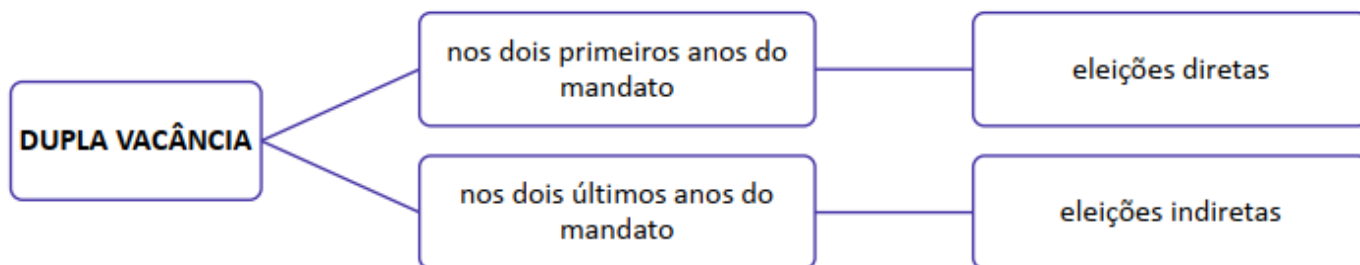 DUPLA VACÂNCIA
nos dois primeiros anos do
mandato
eleições diretas
nos dois últimos anos do
mandato
eleições indiretas